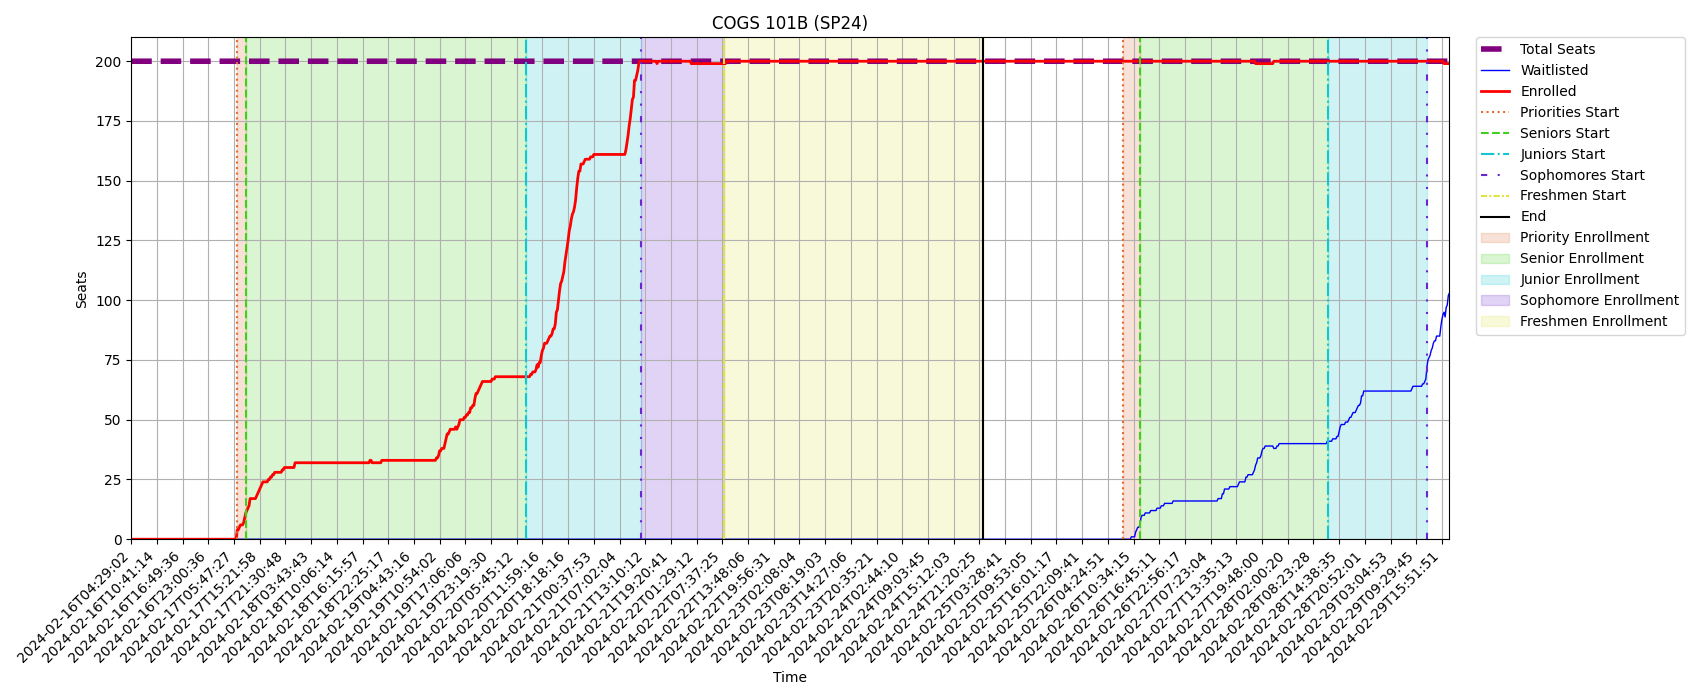 COGS 101B (SP24)
Seats
200
175
150
125
100
75
50
25
0
2024-02-16T04:29:02
2024-02-16T10:41:14
2024-02-16T16:49:36
2024-02-16T23:00:36
2024-02-17T05:47:27
2024-02-17T15:21:58
2024-02-17T21:30:48
2024-02-18T03:43:43
2024-02-18T10:06:14
2024-02-18T16:15:57
2024-02-18T22:25:17
2024-02-19T04:43:16
2024-02-19T10:54:02
2024-02-19T17:06:06
2024-02-19T23:19:30
2024-02-20T05:45:12
2024-02-20T11:59:16
2024-02-20T18:18:16
2024-02-21T00:37:53
2024-02-21T07:02:04
2024-02-21T13:10:12
2024-02-21T19:20:41
2024-02-22T01:29:12
2024-02-22T07:37:25
2024-02-22T13:48:06
2024-02-22T19:56:31
2024-02-23T02:08:04
2024-02-23T08:19:03
2024-02-23T14:27:06
2024-02-23T20:35:21
2024-02-24T02:44:10
2024-02-24T09:03:45
2024-02-24T15:12:03
2024-02-24T21:20:25
2024-02-25T03:28:41
2024-02-25T09:53:05
2024-02-25T16:01:17
2024-02-25T22:09:41
2024-02-26T04:24:51
2024-02-26T10:34:15
2024-02-26T16:45:11
2024-02-26T22:56:17
2024-02-27T07:23:04
2024-02-27T13:35:13
2024-02-27T19:48:00
2024-02-28T02:00:20
2024-02-28T08:23:28
2024-02-28T14:38:35
2024-02-28T20:52:01
2024-02-29T03:04:53
2024-02-29T09:29:45
2024-02-29T15:51:51
Time
Total Seats
Waitlisted
Enrolled
Priorities Start
Seniors Start
Juniors Start
Sophomores Start
Freshmen Start
End
Priority Enrollment
Senior Enrollment
Junior Enrollment
Sophomore Enrollment
Freshmen Enrollment